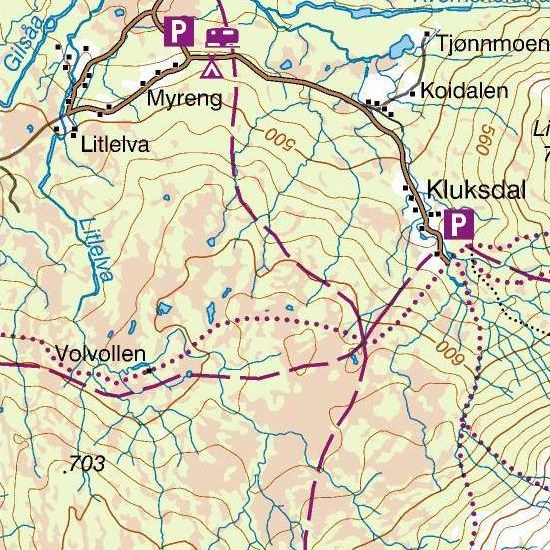 Gilsåa
P
Tjønnmoen
Koidalen
Myreng
500
560
Litlelva
Kluksdal
P
Litlelva
600
Volvollen
.703